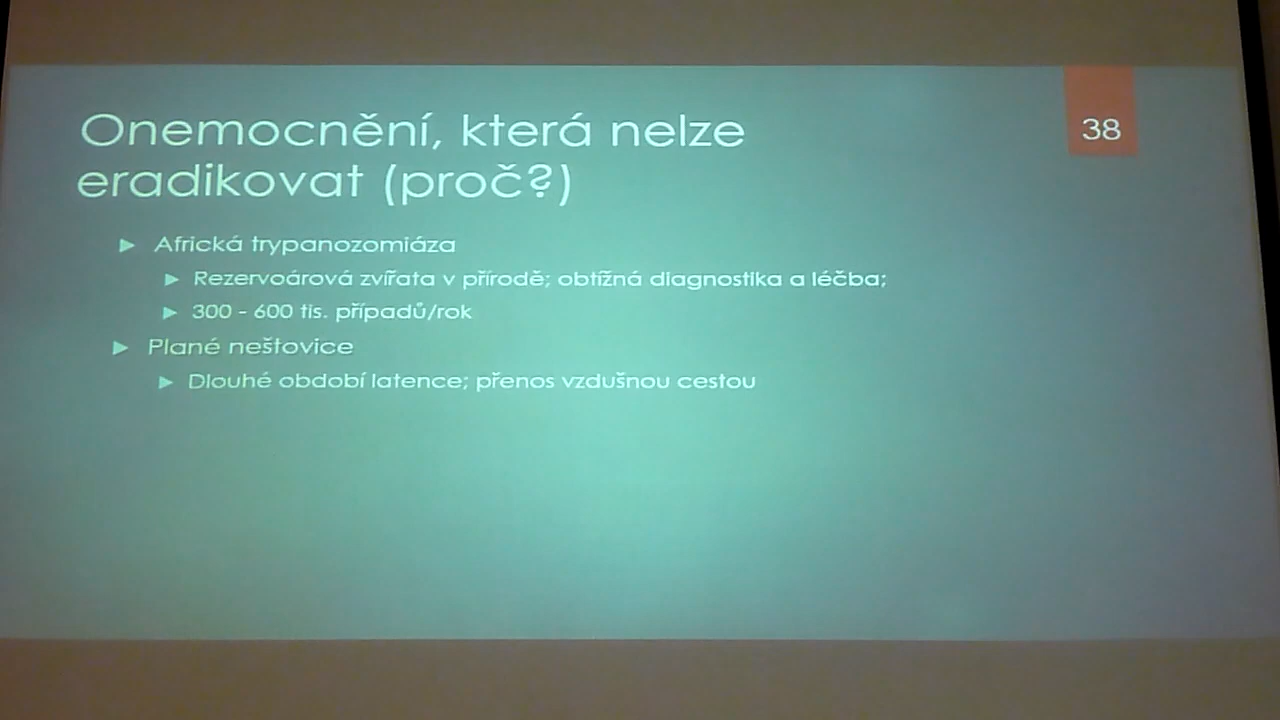 Onemocnění, která nelze
eradikovat (proč?)
38
Africká trypanozomiáza
Rezervoárová zvířata v přírodě; obtížná diagnostika a léčba;
300 - 600 tis. případů/rok
Plané neštovice
Dlouhé období latence; přenos vzdušnou cestou